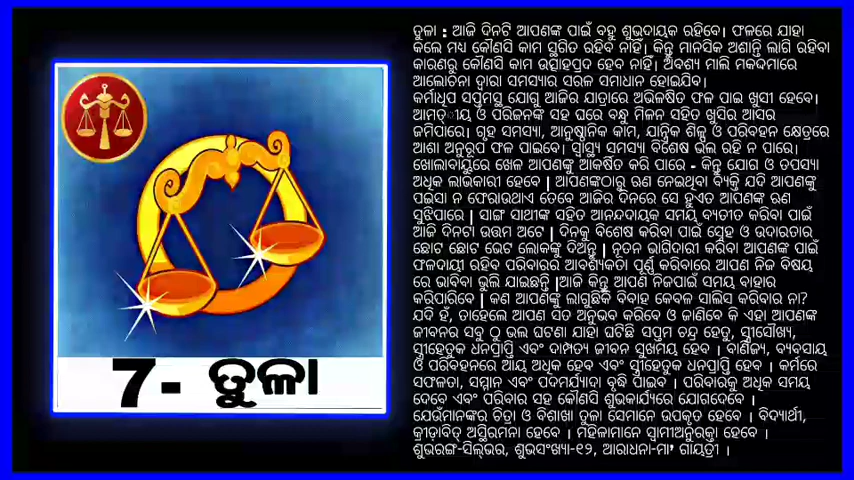 7- ତୁଳା
ତୁଳା : ଆଜି ଦିନଟି ଆପଣଙ୍କ ପାଇଁ ବହୁ ଶୁଭଦାୟକ ରହିବେ। ଫଳରେ ଯାହା
କଲେ ମଧ୍ୟ କୌଣସି କାମ ସ୍ଥଗିତ ରହିବ ନାହିଁ। କିନ୍ତୁ ମାନସିକ ଅଶାନ୍ତି ଲାଗି ରହିବା
କାରଣରୁ କୌଣସି କାମ ଉତ୍ସାହପ୍ରଦ ହେବ ନାହିଁ। ଅବଶ୍ୟ ମାଲି ମକଦ୍ଦମାରେ
ଆଲୋଚନା ଦ୍ୱାରା ସମସ୍ୟାର ସରଳ ସମାଧାନ ହୋଇଯିବ।
କର୍ମାଧିପ ସପ୍ତମସ୍ଥ ଯୋଗୁ ଆଜିର ଯାତ୍ରାରେ ଅଭିଳଷିତ ଫଳ ପାଇ ଖୁସୀ ହେବେ।
ଆମତ୍ୀୟ ଓ ପରିଜନଙ୍କ ସହ ଘରେ ବନ୍ଧୁ ମିଳନ ସହିତ ଖୁସିର ଆସର
ଜମିପାରେ। ଗୃହ ସମସ୍ୟା, ଆନୁଷ୍ଠାନିକ କାମ, ଯାନ୍ତ୍ରିକ ଶିଳ୍ପ ଓ ପରିବହନ କ୍ଷେତ୍ରରେ
ଆଶା ଅନୁରୂପ ଫଳ ପାଇବେ। ସ୍ୱାସ୍ଥ୍ୟ ସମସ୍ୟା ବିଶେଷ ଭଲ ରହି ନ ପାରେ।
ଖୋଲାବାୟୁରେ ଖେଳ ଆପଣଙ୍କୁ ଆକର୍ଷିତ କରି ପାରେ - କିନ୍ତୁ ଯୋଗ ଓ ତପସ୍ୟା
ଅଧିକ ଲାଭକାରୀ ହେବେ | ଆପଣଙ୍କଠାରୁ ଋଣ ନେଇଥିବା ବ୍ୟକ୍ତି ଯଦି ଆପଣଙ୍କୁ
ପଇସା ନ ଫେରାଉଥାଏ ତେବେ ଆଜିର ଦିନରେ ସେ ହୁଏତ ଆପଣଙ୍କ ଋଣ
ସୁଝିପାରେ | ସାଙ୍ଗ ସାଥୀଙ୍କ ସହିତ ଆନନ୍ଦଦାୟକ ସମୟ ବ୍ୟତୀତ କରିବା ପାଇଁ
ଆଜି ଦିନଟା ଉତ୍ତମ ଅଟେ | ଦିନକୁ ବିଶେଷ କରିବା ପାଇଁ ସ୍ନେହ ଓ ଉଦାରତାର
ଛୋଟ ଛୋଟ ଭେଟ ଲୋକଙ୍କୁ ଦିଅନ୍ତୁ | ନୂତନ ଭାଗିଦାରୀ କରିବା ଆପଣଙ୍କ ପାଇଁ
ଫଳଦାୟୀ ରହିବ ପରିବାରର ଆବଶ୍ୟକତା ପୂର୍ଣ୍ଣ କରିବାରେ ଆପଣ ନିଜ ବିଷୟ
ରେ ଭାବିବା ଭୁଲି ଯାଇଛନ୍ତି |ଆଜି କିନ୍ତୁ ଆପଣ ନିଜପାଇଁ ସମୟ ବାହାର
କରିପାରିବେ | କଣ ଆପଣଙ୍କୁ ଲାଗୁଛିକି ବିବାହ କେବଳ ସାଲିସ କରିବାର ନା?
ଯଦି ହଁ, ତାହେଲେ ଆପଣ ସତ ଅନୁଭବ କରିବେ ଓ ଜାଣିବେ କି ଏହା ଆପଣଙ୍କ
ଜୀବନର ସବୁ ଠୁ ଭଲ ଘଟଣା ଯାହା ଘଟିଛି ସପ୍ତମ ଚନ୍ଦ୍ର ହେତୁ, ସ୍ତ୍ରୀସୌଖ୍ୟ,
ସ୍ତ୍ରୀହେତୁକ ଧନପ୍ରାପ୍ତି ଏବଂ ଦାମ୍ପତ୍ୟ ଜୀବନ ସୁଖମୟ ହେବ । ବାଣିଜ୍ୟ, ବ୍ୟବସାୟ
ଓ ପରିବହନରେ ଆୟ ଅଧିକ ହେବ ଏବଂ ସ୍ତ୍ରୀହେତୁକ ଧନପ୍ରାପ୍ତି ହେବ । କର୍ମରେ
ସଫଳତା, ସମ୍ମାନ ଏବଂ ପଦମର୍ଯ୍ୟାଦା ବୃଦ୍ଧି ପାଇବ । ପରିବାରକୁ ଅଧିକ ସମୟ
ଦେବେ ଏବଂ ପରିବାର ସହ କୌଣସି ଶୁଭକାର୍ଯ୍ୟରେ ଯୋଗଦେବେ ।
ଯେଉଁମାନଙ୍କର ଚିତ୍ରା ଓ ବିଶାଖା ତୁଳା ସେମାନେ ଉପକୃତ ହେବେ । ବିଦ୍ୟାର୍ଥୀ,
କ୍ରୀଡ଼ାବିତ୍ ଅସ୍ଥିରମନା ହେବେ । ମହିଳାମାନେ ସ୍ୱାମୀଅନୁରକ୍ତା ହେବେ ।
ଶୁଭରଙ୍ଗ-ସିଲ୍‌ଭର, ଶୁଭସଂଖ୍ୟା-୧୨, ଆରାଧନା-ମା' ଗାୟତ୍ରୀ ।